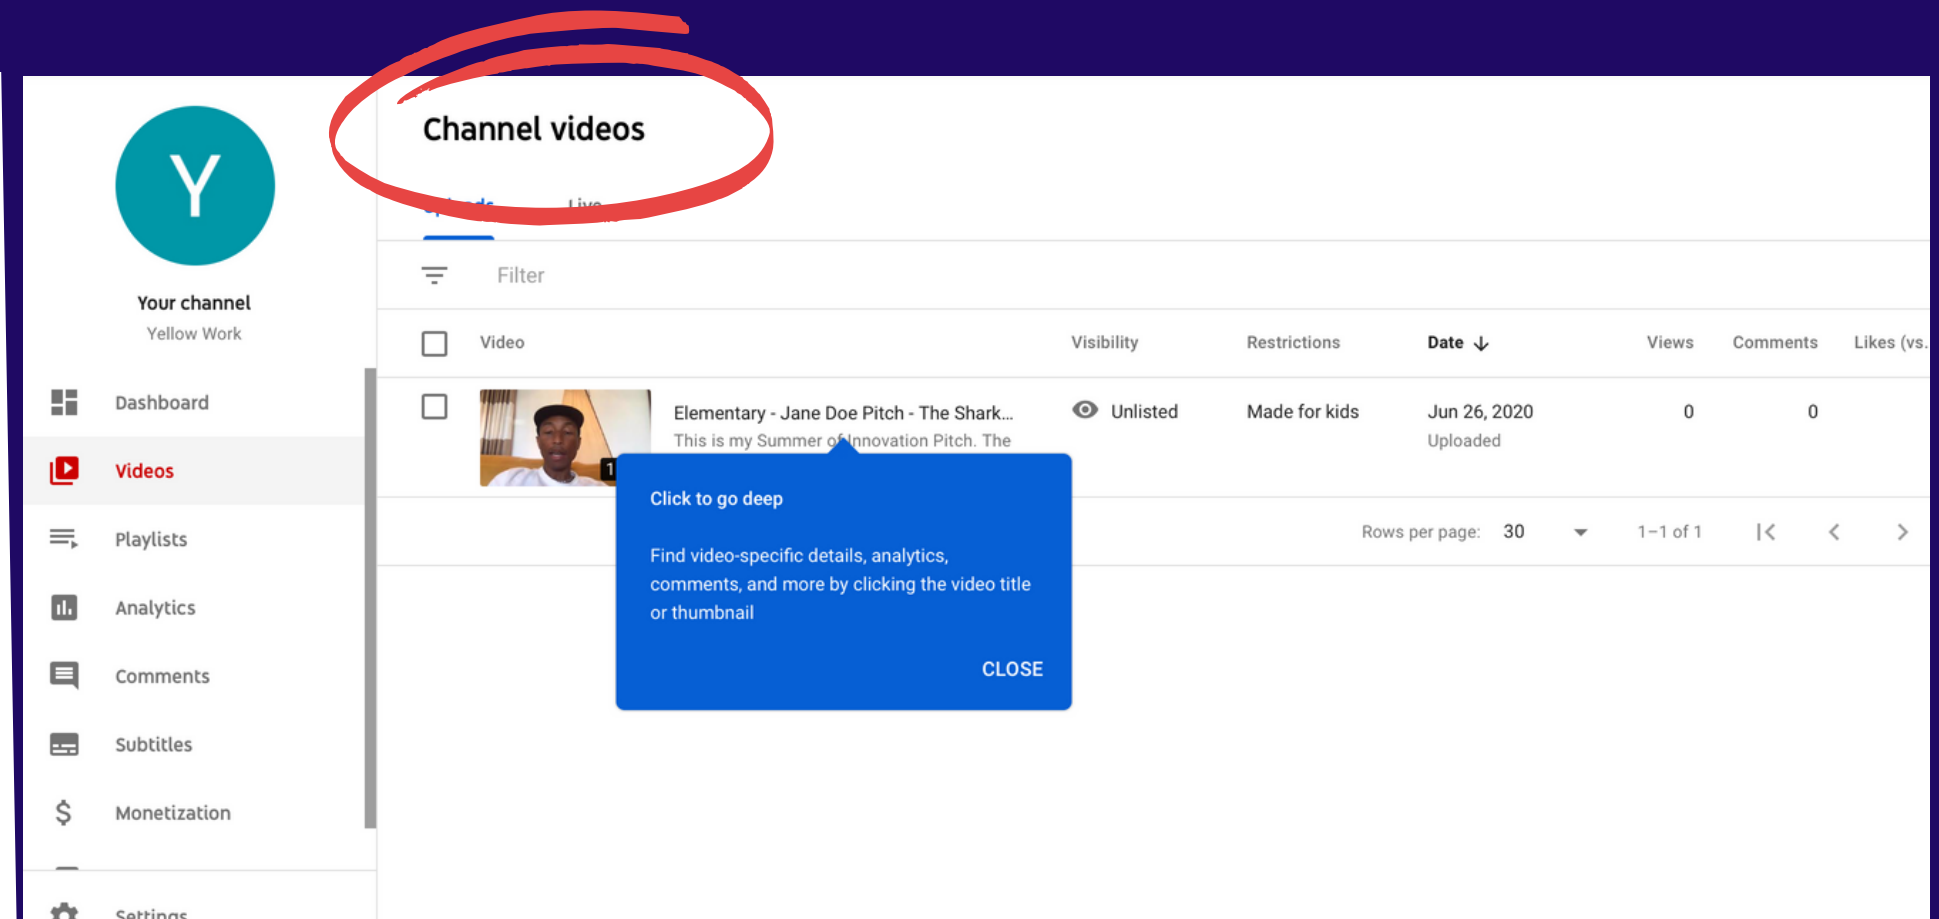 Channel videos
Live
Y
Your channel
Yellow Work
Dashboard
Videos
Playlists
Analytics
Comments
Subtitles
Monetization
Settings
Filter
Video Visibility Restrictions Date Views Comments Likes (vs.
Elementary - Jane Doe Pitch - The Shark... Unlisted Made for kids Jun 26, 2020 0 0
This is my Summer of Innovation Pitch. The Uploaded
1
Click to go deep
Find video-specific details, analytics,
comments, and more by clicking the video title
or thumbnail
CLOSE
Rows per page: 30 1–1 of 1